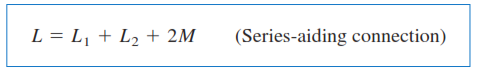 L = L₁ + L₂ + 2M (Series-aiding connection)